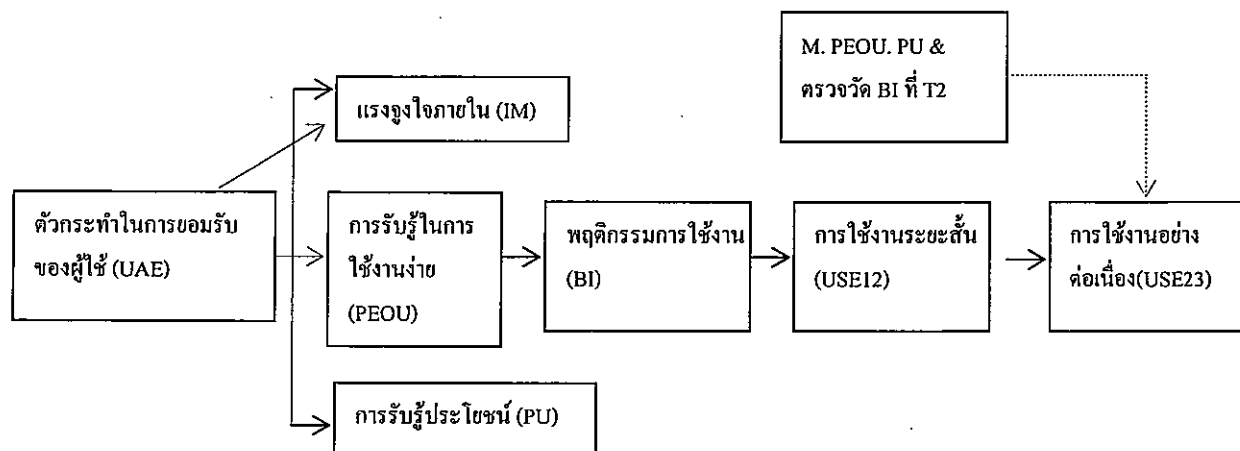 M. PEOU. PU &
ตรวจวัด BI ที่ T2
แรงจูงใจภายใน (IM)
ตัวกระทำในการยอมรับ
ของผู้ใช้ (UAE)
การรับรู้ในการ
ใช้งานง่าย
(PEOU)
พฤติกรรมการใช้งาน
(BI)
การใช้งานระยะสั้น
(USE12)
การใช้งานอย่าง
ต่อเนื่อง(USE23)
การรับรู้ประโยชน์ (PU)